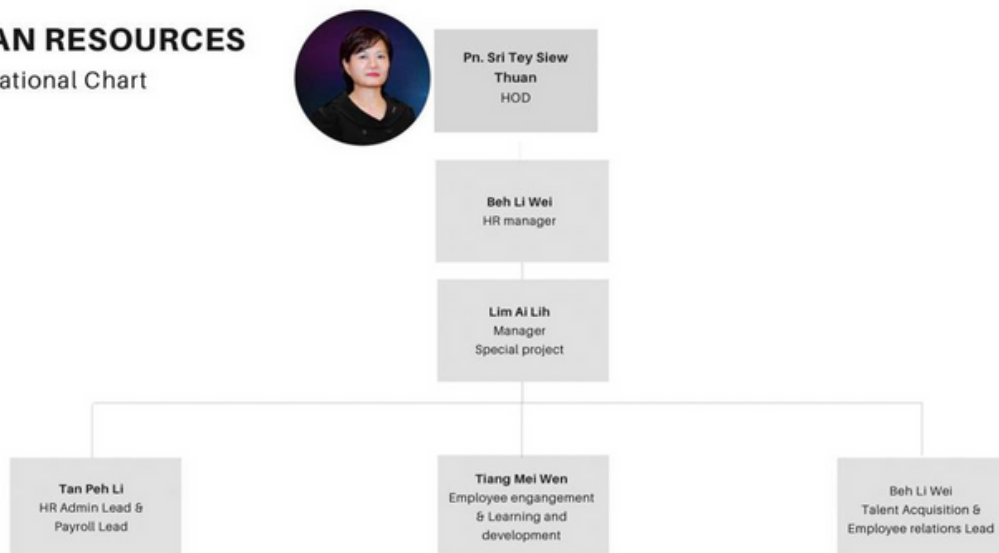 AN RESOURCES
ational Chart
Pn. Sri Tey Siew
Thuan
HOD
Beh Li Wei
HR manager
Lim Ai Lih
Manager
Special project
Tan Peh Li
HR Admin Lead &
Payroll Lead
Tiang Mei Wen
Employee engangement
& Learning and
development
Beh Li Wei
Talent Acquisition &
Employee relations Lead